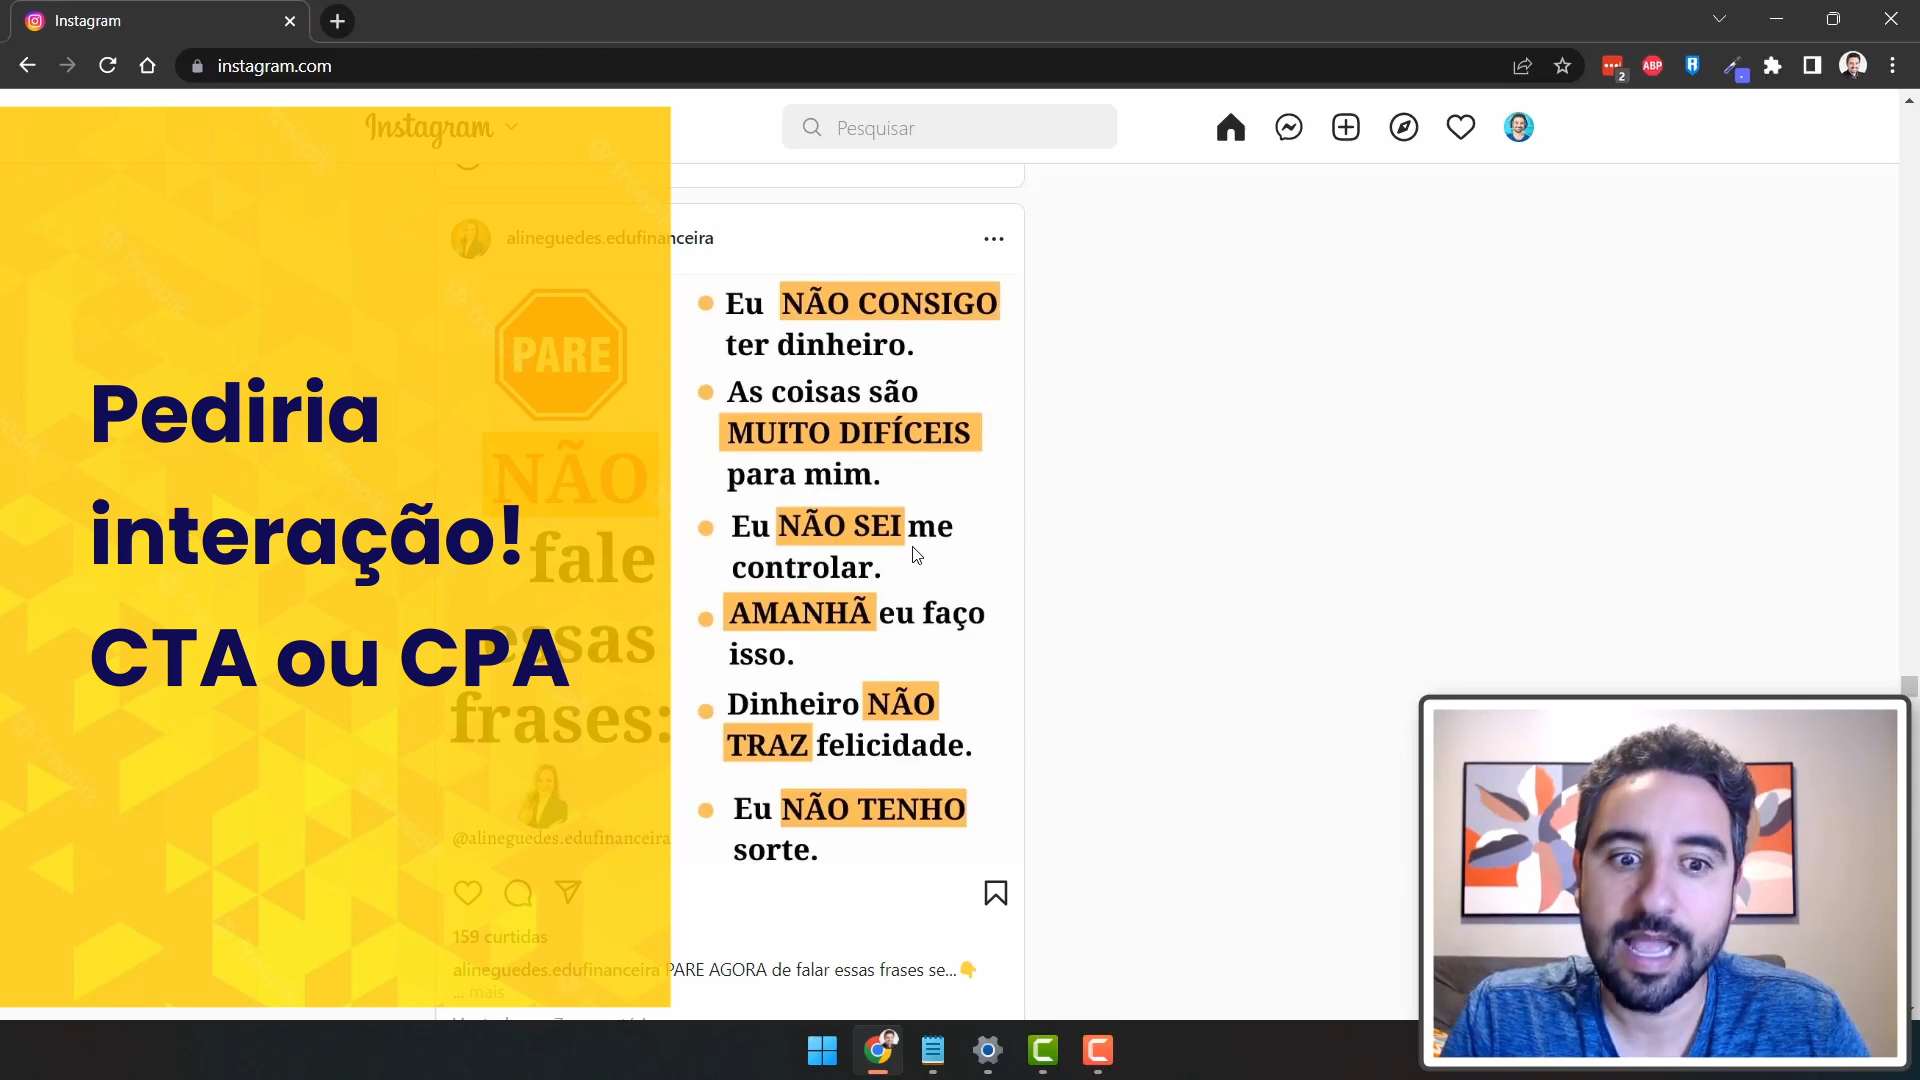 Instagram
instagram.com
2
ABP
Instagram
Pesquisar
alineguedes.edufinanceira
PARE
NÃO
fale
essas
frases:
@alineguedes.edufinanceira
Eu NÃO CONSIGO
ter dinheiro.
As coisas são
MUITO DIFÍCEIS
para mim.
Eu NÃO SEI me
controlar.
AMANHÃ eu faço
isso.
Dinheiro NÃO
TRAZ felicidade.
Eu NÃO TENHO
sorte.
159 curtidas
alineguedes.edufinanceira PARE AGORA de falar essas frases se...
... mais
Pediria
interação!
CTA ou CPA